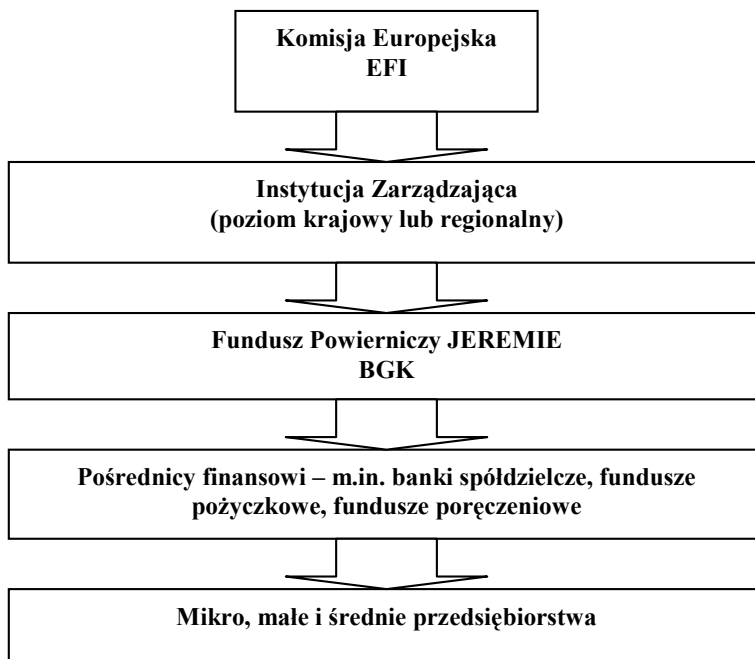 Komisja Europejska
EFI
Instytucja Zarządzająca
(poziom krajowy lub regionalny)
Fundusz Powierniczy JEREMIE
BGK
Pośrednicy finansowi – m.in. banki spółdzielcze, fundusze
pożyczkowe, fundusze poręczeniowe
Mikro, małe i średnie przedsiębiorstwa